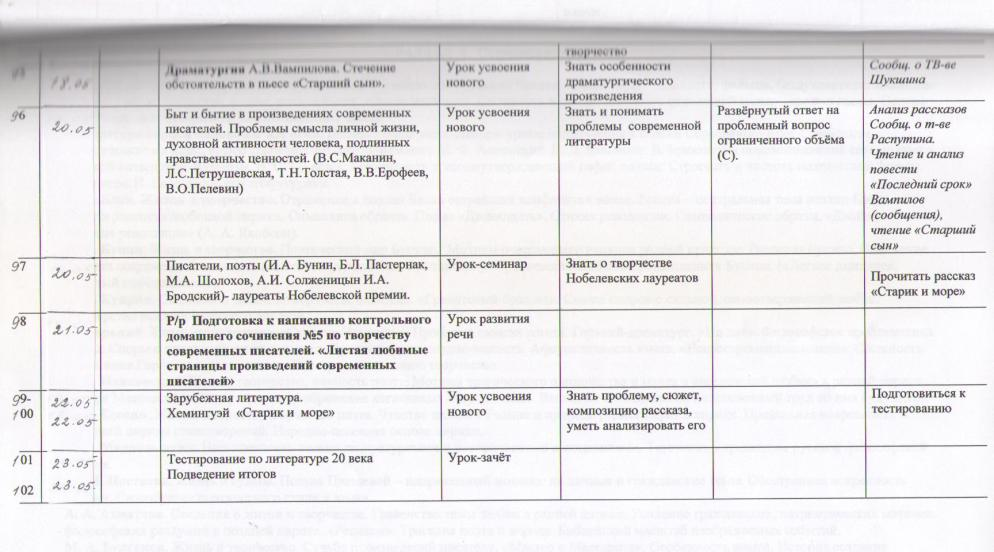 творчество
18.05 Драматургия А.В.Вампилова. Стечение обстоятельств в пьесе «Старший сын».
Урок усвоения нового
Знать особенности драматургического произведения
Сообщ. о ТВ-ве Шукшина
96
20.05
Быт и бытие в произведениях современных
писателей. Проблемы смысла личной жизни,
духовной активности человека, подлинных
нравственных ценностей. (В.С.Маканин,
Л.С.Петрушевская, Т.Н.Толстая, В.В.Ерофеев,
В.О.Пелевин)
Урок усвоения
нового
Знать и понимать
проблемы современной
литературы
Развёрнутый ответ на
проблемный вопрос
ограниченного объёма
(С).
Анализ рассказов
Сообщ. о т-ве
Распутина.
Чтение и анализ
повести
«Последний срок»
Вампилов
(сообщения),
чтение «Старший
сын»
97
20.05
Писатели, поэты (И.А. Бунин, Б.Л. Пастернак,
М.А. Шолохов, А.И. Солженицын И.А.
Бродский)- лауреаты Нобелевской премии.
Урок-семинар
Знать о творчестве
Нобелевских лауреатов
Прочитать рассказ
«Старик и море»
98
21.05
Р/р Подготовка к написанию контрольного
домашнего сочинения №5 по творчеству
современных писателей. «Листая любимые
страницы произведений современных
писателей»
Урок развития
речи
99-
100
22.05
22.05
Зарубежная литература.
Хемингуэй «Старик и море»
Урок усвоения
нового
Знать проблему, сюжет,
композицию рассказа,
уметь анализировать его
Подготовиться к
тестированию
101
102
23.05
23.05
Тестирование по литературе 20 века
Подведение итогов
Урок-зачёт